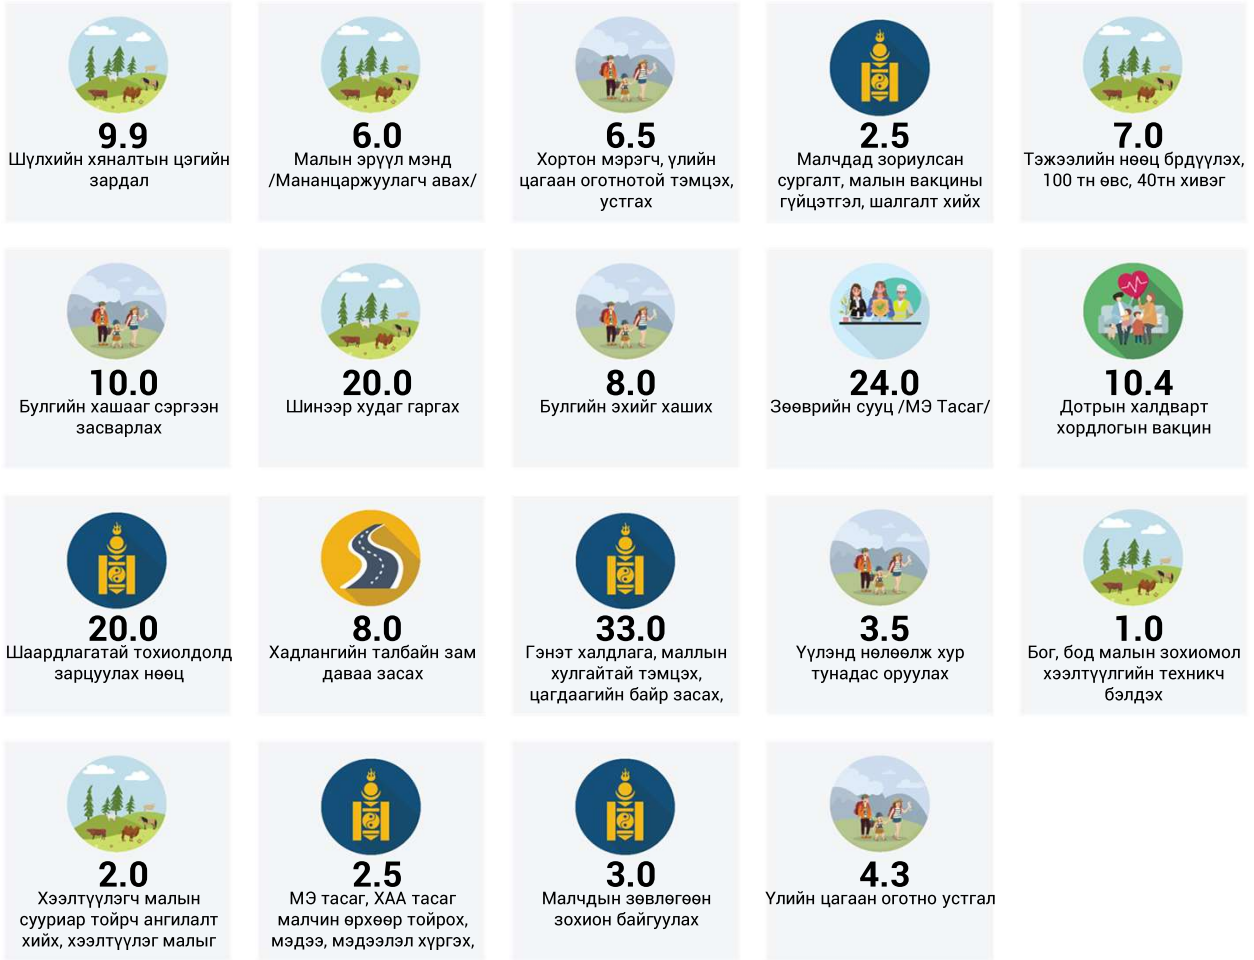 9.9
Шүлхийн хяналтын цэгийн
зардал
6.0
Малын эрүүл мэнд
/Мананцаржуулагч авах/
6.5
Хортон мэрэгч, үлийн
цагаан оготнотой тэмцэх,
устгах
2.5
Малчдад зориулсан
сургалт, малын вакцины
гүйцэтгэл, шалгалт хийх
7.0
Тэжээлийн нөөц брдүүлэх,
100 тн өвс, 40тн хивэг
10.0
Булгийн хашааг сэргээн
засварлах
20.0
Шинээр худаг гаргах
8.0
Булгийн эхийг хаших
24.0
Зөөврийн сууц /МЭ Тасаг/
10.4
Дотрын халдварт
хордлогын вакцин
20.0
Шаардлагатай тохиолдолд
зарцуулах нөөц
8.0
Хадлангийн талбайн зам
даваа засах
33.0
Гэнэт халдлага, маллын
хулгайтай тэмцэх,
цагдаагийн байр засах,
3.5
Үүлэнд нөлөөлж хур
тунадас оруулах
1.0
Бог, бод малын зохиомол
хээлтүүлгийн техникч
бэлдэх
2.0
Хээлтүүлэгч малын
сууриар тойрч ангилалт
хийх, хээлтүүлэг малыг
2.5
МЭ тасаг, ХАА тасаг
малчин өрхөөр тойрох,
мэдээ, мэдээлэл хүргэх,
3.0
Малчдын зөвлөгөөн
зохион байгуулах
4.3
Үлийн цагаан оготно устгал